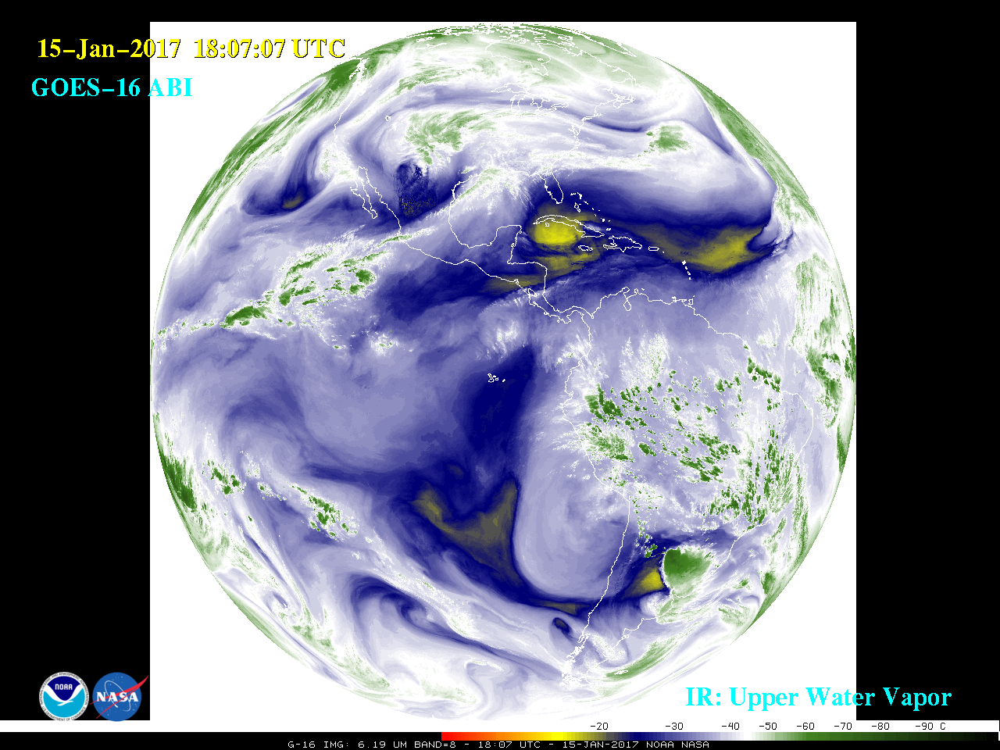 15-Jan-2017 18:07:07 UTC
GOES-16 ABI
NOAA
NASA
IR: Upper Water Vapor
-20 -30 -40 -50 -60 -70 -80 -90 C
G-16 IMG: 6.19 UM BAND=8 - 18:07 UTC - 15-JAN-2017 NOAA NASA